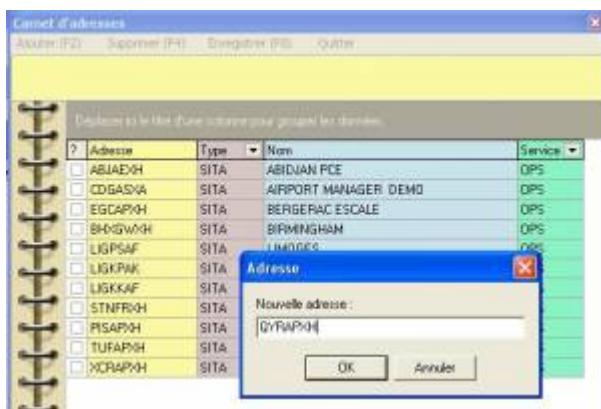 Carnet d'adresses
Ajouter (F2) Supprimer (F4) Enregistrer (F8) Quitter
Déplacer ici le titre d'une colonne pour grouper les données.
? Adresse Type Nom Service
ABJAEXH SITA ABIDJAN PCE OPS
CDGASXA SITA AIRPORT MANAGER DEMO OPS
EGCAPXH SITA BERGERAC ESCALE OPS
BHXGWXH SITA BIRMINGHAM OPS
LIGPSAF SITA LIMOGES OPS
LIGKPAK SITA
LIGKKAF SITA
STNFRXH SITA
PISAPXH SITA
TUFAPXH SITA
XCRAPXH SITA
Adresse
Nouvelle adresse :
QYRAPXH
OK Annuler